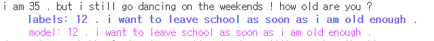 i am 35 . but i still go dancing on the weekends ! how old are you ?
labels: 12 . i want to leave school as soon as i am old enough .
model: 12 . i want to leave school as soon as i am old enough .